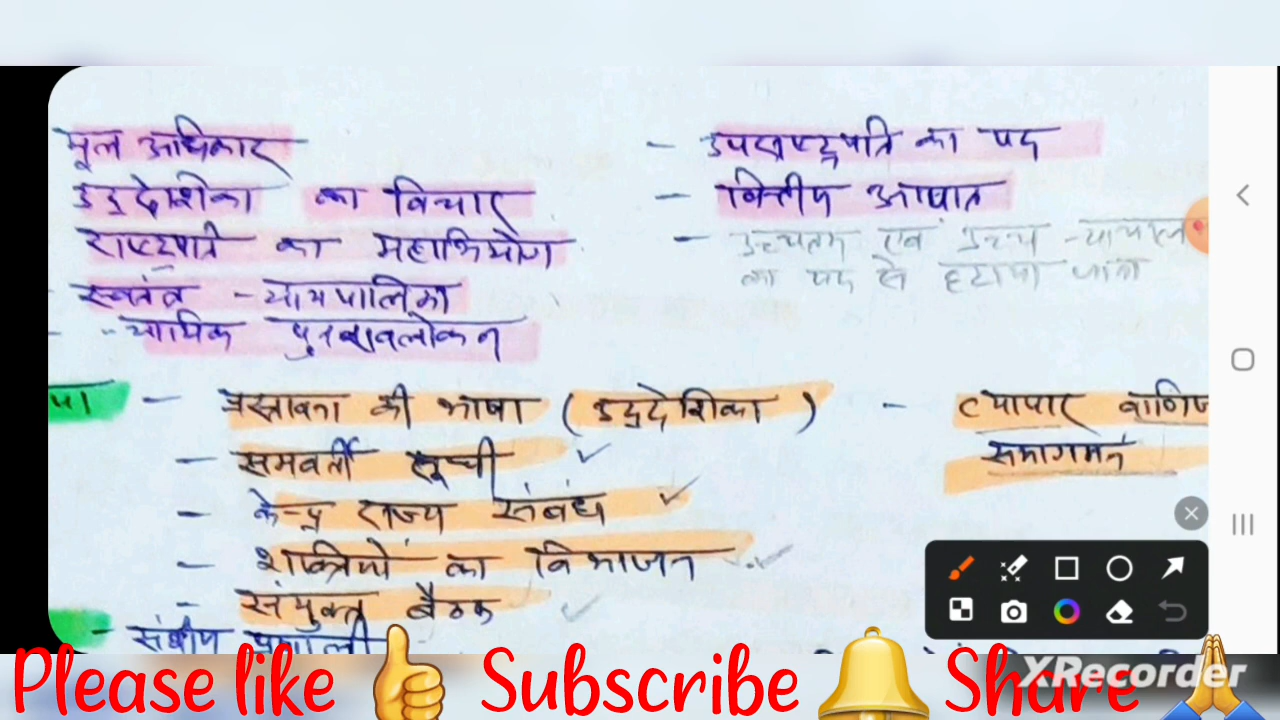 मूल अधिकार
- उपराष्ट्रपति का पद
उद्देशिका का विचार
- वित्तीय आपात
राष्ट्रपति का महाभियोग
- उच्चतम एवं उच्च न्यायाल
का पद से हटाया जाना
स्वतंत्र न्यायपालिका
- न्यायिक पुनरावलोकन
- प्रस्तावना की भाषा (उद्देशिका)
- व्यापार वाणिज
समागमन
- समवर्ती सूची ✓
- केन्द्र राज्य संबंध ✓
- शक्तियों का विभाजन ✓
- संयुक्त बैठक ✓
- संघीय प्रणाली
Please like Subscribe Share
XRecorder